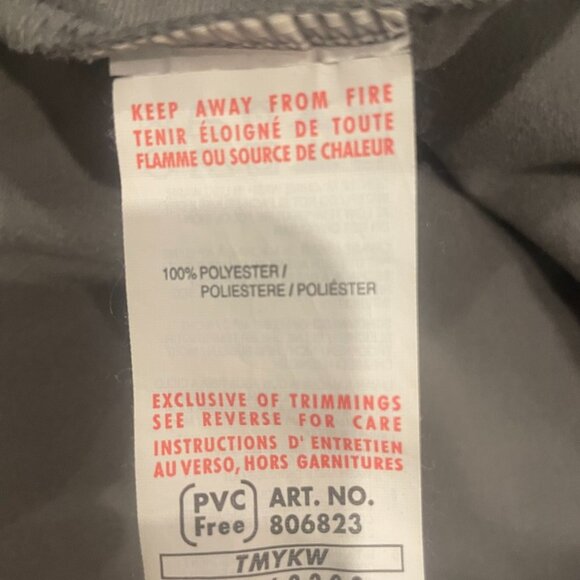 KEEP AWAY FROM FIRE
TENIR ÉLOIGNÉ DE TOUTE
FLAMME OU SOURCE DE CHALEUR
100% POLYESTER /
POLIESTERE / POLIÉSTER
EXCLUSIVE OF TRIMMINGS
SEE REVERSE FOR CARE
INSTRUCTIONS D' ENTRETIEN
AU VERSO, HORS GARNITURES
PVC Free
ART. NO.
806823
TMYKW